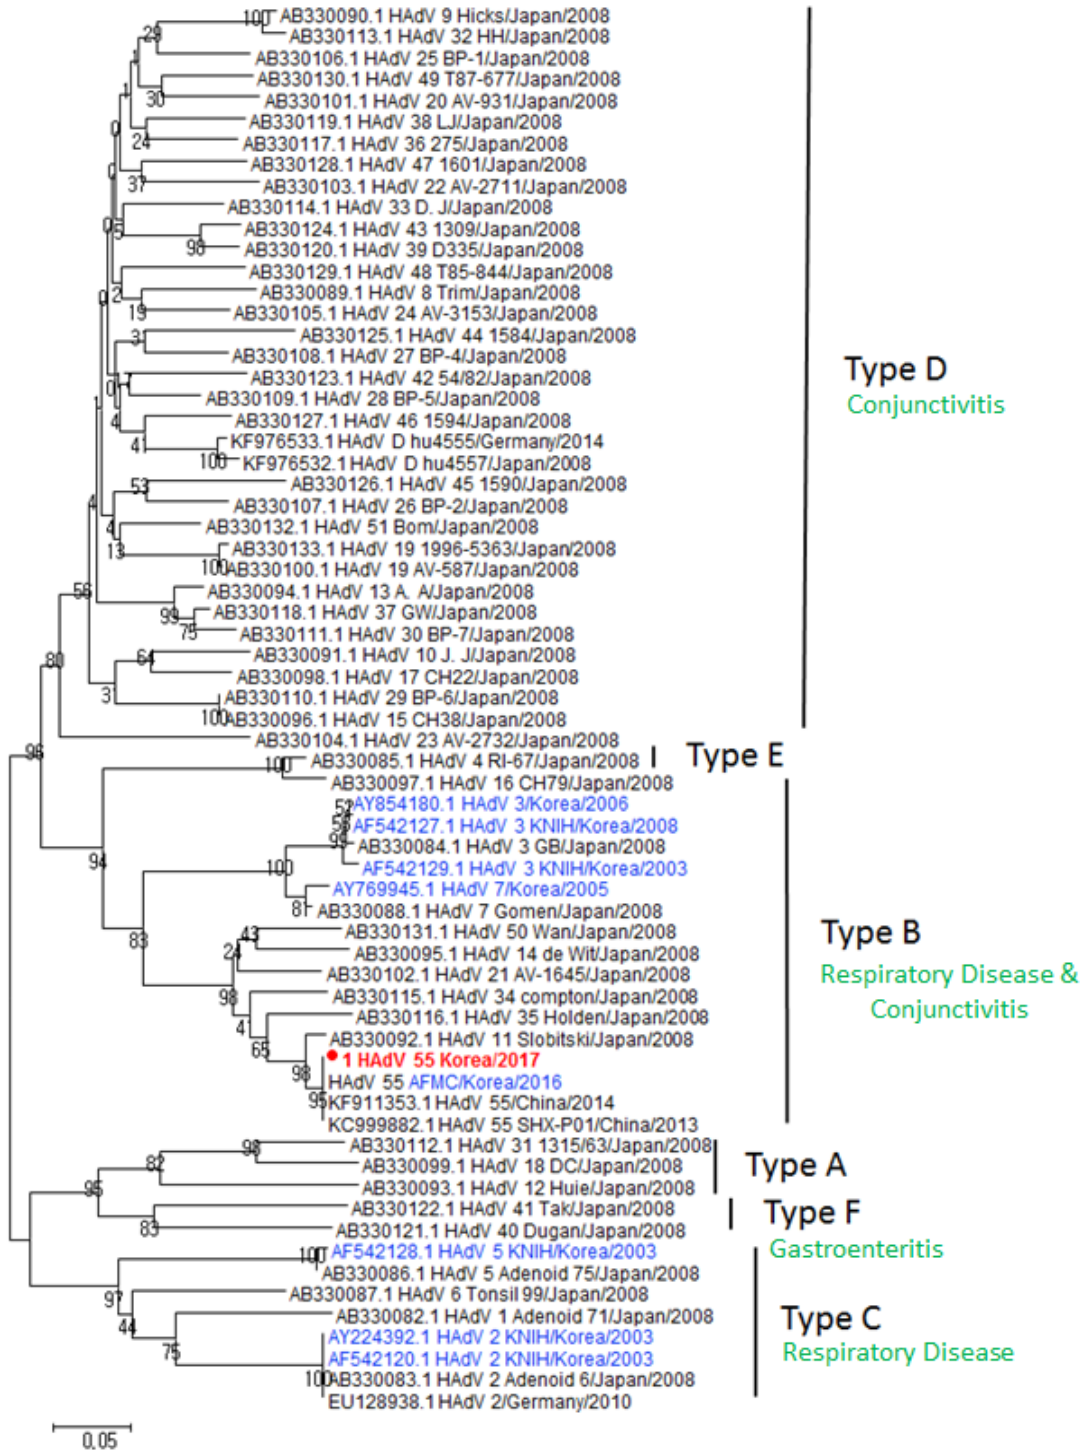 AB330090.1 HAdV 9 Hicks/Japan/2008
100
AB330113.1 HAdV 32 HH/Japan/2008
29
AB330106.1 HAdV 25 BP-1/Japan/2008
1
AB330130.1 HAdV 49 T87-677/Japan/2008
30
AB330101.1 HAdV 20 AV-931/Japan/2008
1
AB330119.1 HAdV 38 LJ/Japan/2008
24
AB330117.1 HAdV 36 275/Japan/2008
0
AB330128.1 HAdV 47 1601/Japan/2008
37
AB330103.1 HAdV 22 AV-2711/Japan/2008
0
AB330114.1 HAdV 33 D. J/Japan/2008
0
5
AB330124.1 HAdV 43 1309/Japan/2008
98
AB330120.1 HAdV 39 D335/Japan/2008
AB330129.1 HAdV 48 T85-844/Japan/2008
0
2
AB330089.1 HAdV 8 Trim/Japan/2008
19
AB330105.1 HAdV 24 AV-3153/Japan/2008
AB330125.1 HAdV 44 1584/Japan/2008
31
AB330108.1 HAdV 27 BP-4/Japan/2008
AB330123.1 HAdV 42 54/82/Japan/2008
0
AB330109.1 HAdV 28 BP-5/Japan/2008
4
AB330127.1 HAdV 46 1594/Japan/2008
41
KF976533.1 HAdV D hu4555/Germany/2014
100
KF976532.1 HAdV D hu4557/Japan/2008
53
AB330126.1 HAdV 45 1590/Japan/2008
4
AB330107.1 HAdV 26 BP-2/Japan/2008
4
AB330132.1 HAdV 51 Bom/Japan/2008
13
AB330133.1 HAdV 19 1996-5363/Japan/2008
100
AB330100.1 HAdV 19 AV-587/Japan/2008
56
AB330094.1 HAdV 13 A. A/Japan/2008
99
AB330118.1 HAdV 37 GW/Japan/2008
75
AB330111.1 HAdV 30 BP-7/Japan/2008
80
64
AB330091.1 HAdV 10 J. J/Japan/2008
AB330098.1 HAdV 17 CH22/Japan/2008
3
AB330110.1 HAdV 29 BP-6/Japan/2008
100
AB330096.1 HAdV 15 CH38/Japan/2008
AB330104.1 HAdV 23 AV-2732/Japan/2008
Type D
Conjunctivitis
96
100
AB330085.1 HAdV 4 RI-67/Japan/2008
Type E
AB330097.1 HAdV 16 CH79/Japan/2008
52
AY854180.1 HAdV 3/Korea/2006
AF542127.1 HAdV 3 KNIH/Korea/2008
99
AB330084.1 HAdV 3 GB/Japan/2008
94
100
AF542129.1 HAdV 3 KNIH/Korea/2003
AY769945.1 HAdV 7/Korea/2005
81
AB330088.1 HAdV 7 Gomen/Japan/2008
83
43
AB330131.1 HAdV 50 Wan/Japan/2008
24
AB330095.1 HAdV 14 de Wit/Japan/2008
AB330102.1 HAdV 21 AV-1645/Japan/2008
98
AB330115.1 HAdV 34 compton/Japan/2008
41
AB330116.1 HAdV 35 Holden/Japan/2008
65
AB330092.1 HAdV 11 Slobitski/Japan/2008
98
1 HAdV 55 Korea/2017
HAdV 55 AFMC/Korea/2016
95
KF911353.1 HAdV 55/China/2014
KC999882.1 HAdV 55 SHX-P01/China/2013
Type B
Respiratory Disease &
Conjunctivitis
AB330112.1 HAdV 31 1315/63/Japan/2008
82
AB330099.1 HAdV 18 DC/Japan/2008
AB330093.1 HAdV 12 Huie/Japan/2008
Type A
95
AB330122.1 HAdV 41 Tak/Japan/2008
83
AB330121.1 HAdV 40 Dugan/Japan/2008
Type F
Gastroenteritis
AF542128.1 HAdV 5 KNIH/Korea/2003
100
AB330086.1 HAdV 5 Adenoid 75/Japan/2008
97
AB330087.1 HAdV 6 Tonsil 99/Japan/2008
44
AB330082.1 HAdV 1 Adenoid 71/Japan/2008
AY224392.1 HAdV 2 KNIH/Korea/2003
75
AF542120.1 HAdV 2 KNIH/Korea/2003
100
AB330083.1 HAdV 2 Adenoid 6/Japan/2008
EU128938.1 HAdV 2/Germany/2010
Type C
Respiratory Disease
0.05